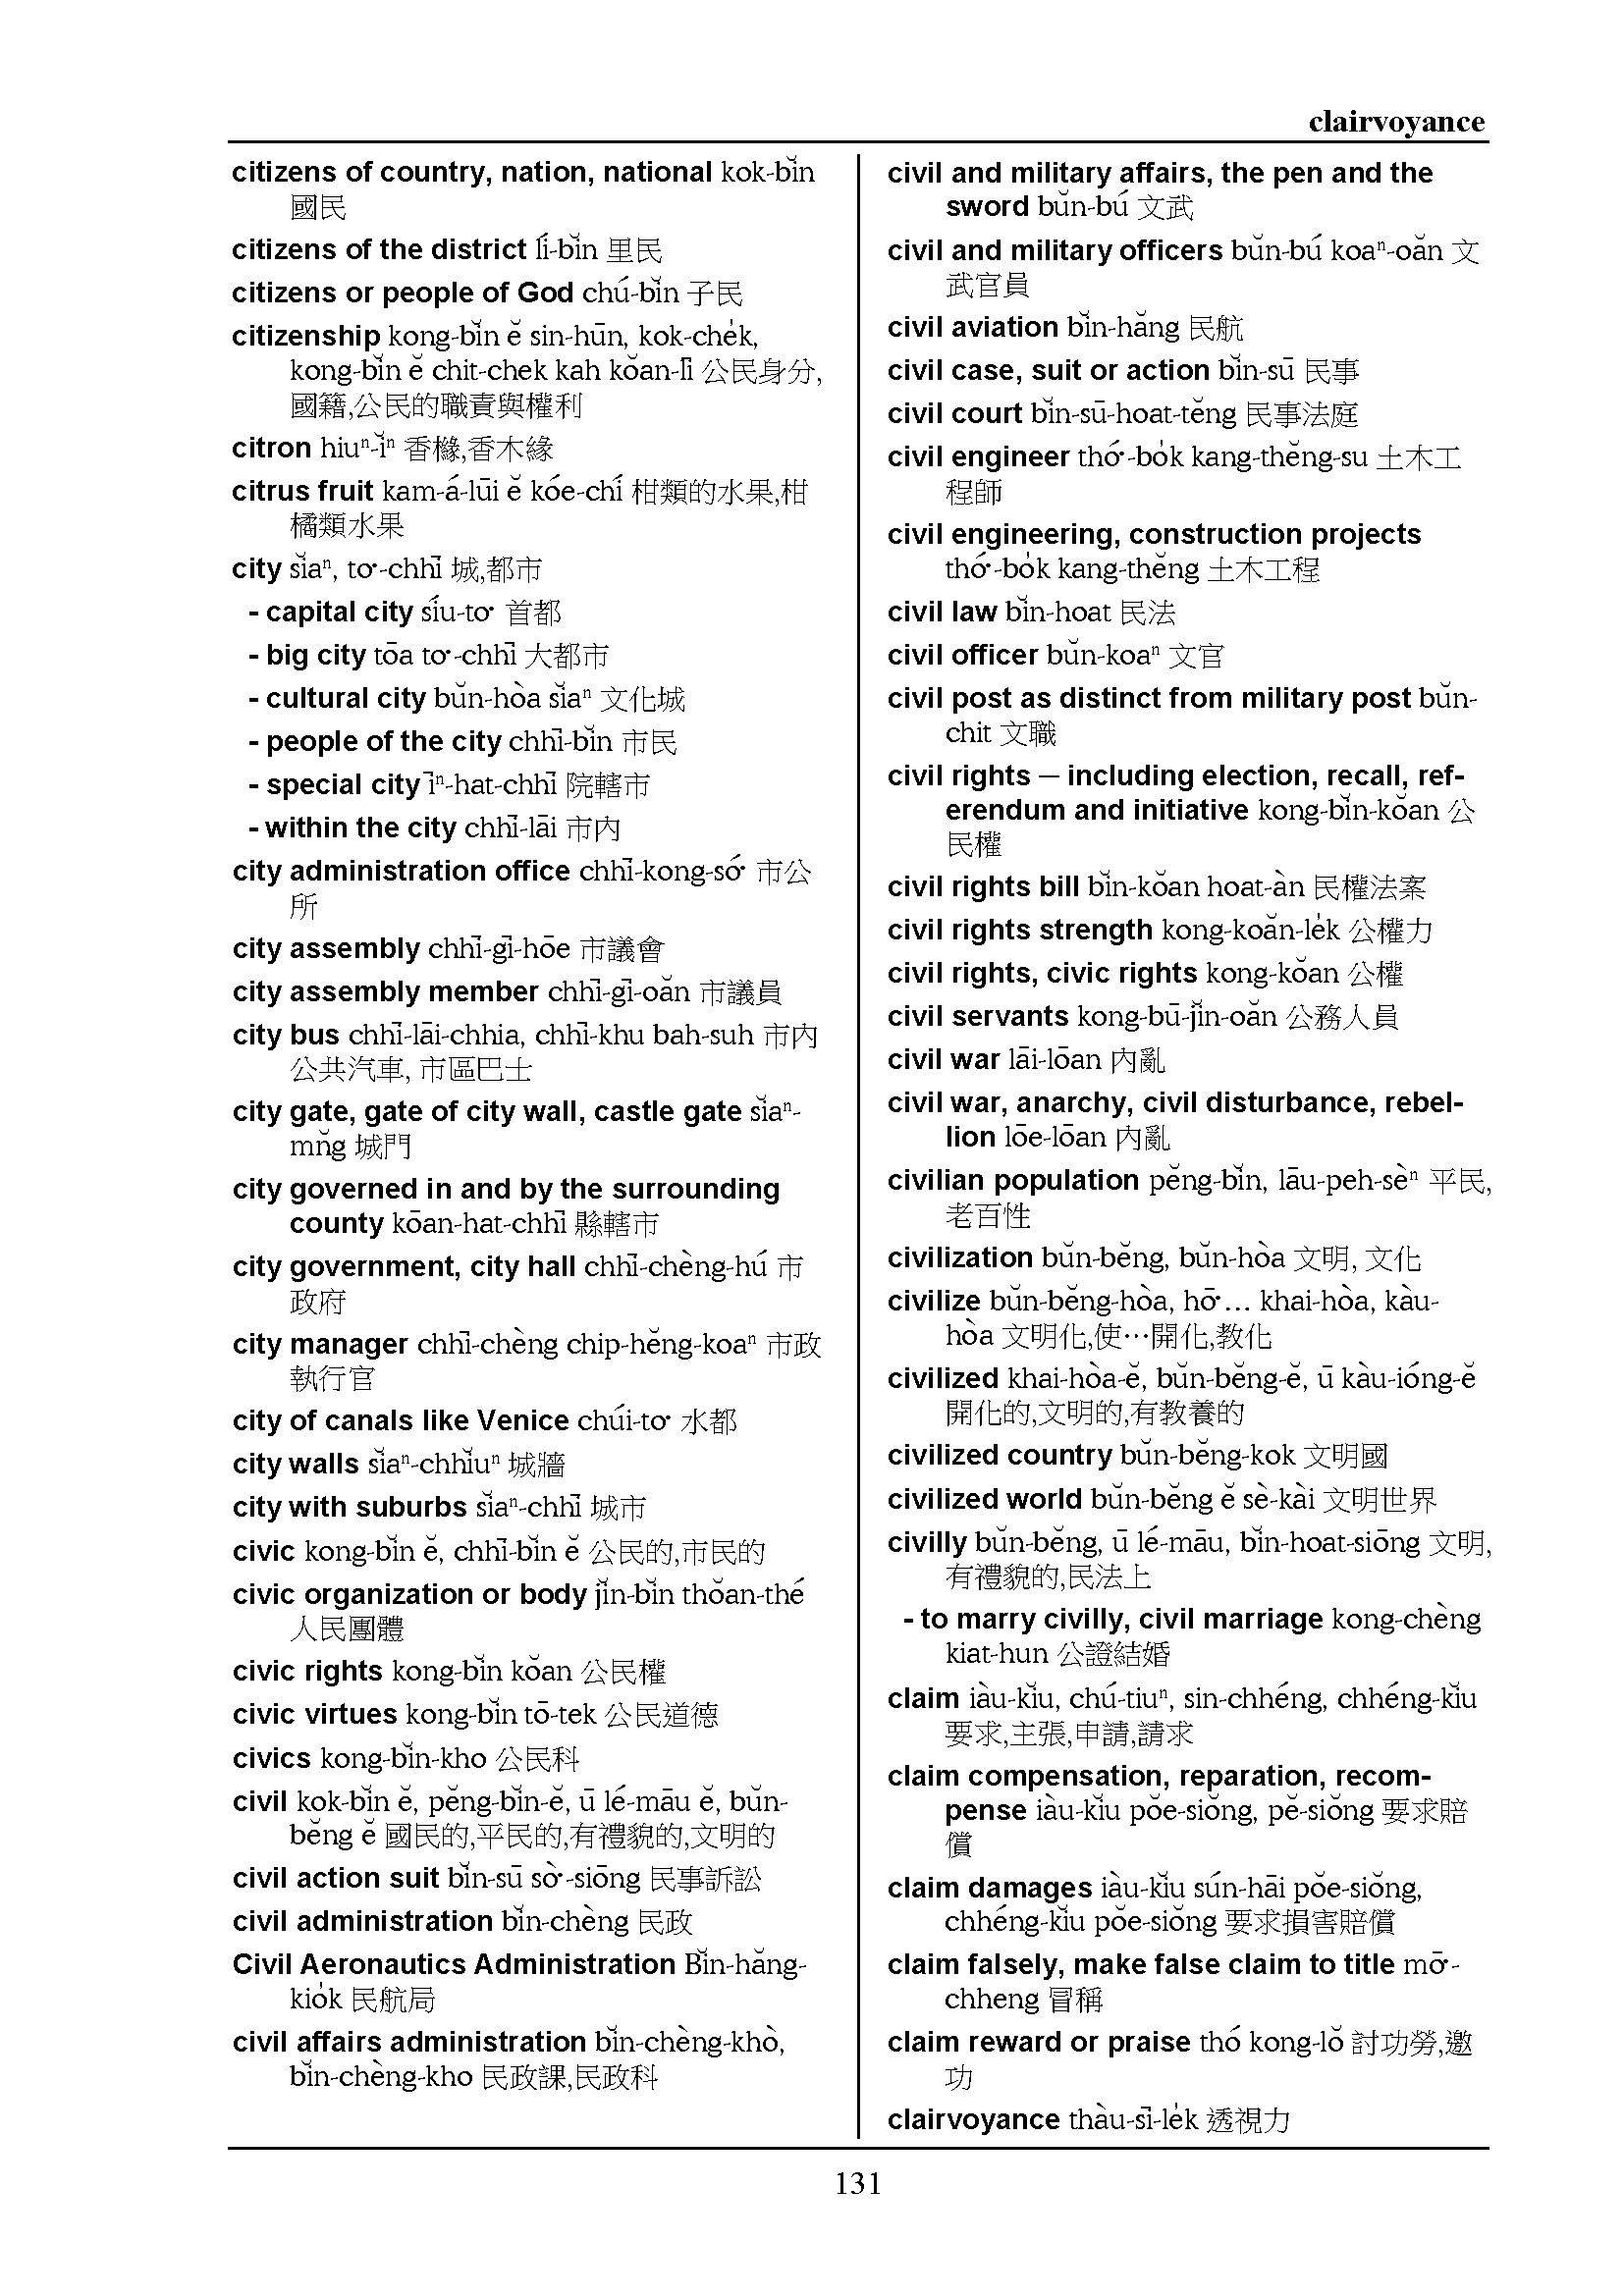 clairvoyance
citizens of country, nation, national kok-bĭn
國民
citizens of the district lí-bĭn 里民
citizens or people of God chú-bĭn 子民
citizenship kong-bĭn ĕ sin-hūn, kok-che̍k,
kong-bĭn ĕ chit-chek kah kŏan-lī 公民身分,
國籍,公民的職責與權利
citron hiuⁿ-ĭⁿ 香櫞,香木緣
citrus fruit kam-á-lūi ĕ kóe-chí 柑類的水果,柑
橘類水果
city sĭaⁿ, to͘-chhī 城,都市
- capital city síu-to͘ 首都
- big city tōa to͘-chhī 大都市
- cultural city bŭn-hòa sĭaⁿ 文化城
- people of the city chhī-bĭn 市民
- special city īⁿ-hat-chhī 院轄市
- within the city chhī-lāi 市內
city administration office chhī-kong-só͘ 市公
所
city assembly chhī-gī-hōe 市議會
city assembly member chhī-gī-oăn 市議員
city bus chhī-lāi-chhia, chhī-khu bah-suh 市內
公共汽車, 市區巴士
city gate, gate of city wall, castle gate sĭaⁿ-
mn̆g 城門
city governed in and by the surrounding
county kōan-hat-chhī 縣轄市
city government, city hall chhī-chèng-hú 市
政府
city manager chhī-chèng chip-hĕng-koaⁿ 市政
執行官
city of canals like Venice chúi-to͘ 水都
city walls sĭaⁿ-chhĭuⁿ 城牆
city with suburbs sĭaⁿ-chhī 城市
civic kong-bĭn ĕ, chhī-bĭn ĕ 公民的,市民的
civic organization or body jĭn-bĭn thŏan-thé
人民團體
civic rights kong-bĭn kŏan 公民權
civic virtues kong-bĭn tō-tek 公民道德
civics kong-bĭn-kho 公民科
civil kok-bĭn ĕ, pĕng-bĭn-ĕ, ū lé-māu ĕ, bŭn-
bĕng ĕ 國民的,平民的,有禮貌的,文明的
civil action suit bĭn-sū sò͘-siōng 民事訴訟
civil administration bĭn-chèng 民政
Civil Aeronautics Administration Bĭn-hăng-
kio̍k 民航局
civil affairs administration bĭn-chèng-khò,
bĭn-chèng-kho 民政課,民政科
civil and military affairs, the pen and the
sword bŭn-bú 文武
civil and military officers bŭn-bú koaⁿ-oăn 文
武官員
civil aviation bĭn-hăng 民航
civil case, suit or action bĭn-sū 民事
civil court bĭn-sū-hoat-tĕng 民事法庭
civil engineer thó͘-bo̍k kang-thĕng-su 土木工
程師
civil engineering, construction projects
thó͘-bo̍k kang-thĕng 土木工程
civil law bĭn-hoat 民法
civil officer bŭn-koaⁿ 文官
civil post as distinct from military post bŭn-
chit 文職
civil rights — including election, recall, ref-
erendum and initiative kong-bĭn-kŏan 公
民權
civil rights bill bĭn-kŏan hoat-àn 民權法案
civil rights strength kong-koăn-le̍k 公權力
civil rights, civic rights kong-kŏan 公權
civil servants kong-bū-jĭn-oăn 公務人員
civil war lāi-lōan 內亂
civil war, anarchy, civil disturbance, rebel-
lion lōe-lōan 內亂
civilian population pĕng-bĭn, lāu-peh-sèⁿ 平民,
老百性
civilization bŭn-bĕng, bŭn-hòa 文明, 文化
civilize bŭn-bĕng-hòa, hō͘… khai-hòa, kàu-
hòa 文明化,使…開化,教化
civilized khai-hòa-ĕ, bŭn-bĕng-ĕ, ū kàu-ióng-ĕ
開化的,文明的,有教養的
civilized country bŭn-bĕng-kok 文明國
civilized world bŭn-bĕng ĕ sè-kài 文明世界
civilly bŭn-bĕng, ū lé-māu, bĭn-hoat-siōng 文明,
有禮貌的,民法上
- to marry civilly, civil marriage kong-chèng
kiat-hun 公證結婚
claim iàu-kĭu, chú-tiuⁿ, sin-chhéng, chhéng-kĭu
要求,主張,申請,請求
claim compensation, reparation, recom-
pense iàu-kĭu pŏe-siŏng, pĕ-siŏng 要求賠
償
claim damages iàu-kĭu sún-hāi pŏe-siŏng,
chhéng-kĭu pŏe-siŏng 要求損害賠償
claim falsely, make false claim to title mō͘-
chheng 冒稱
claim reward or praise thó kong-lŏ 討功勞,邀
功
clairvoyance thàu-sī-le̍k 透視力
131